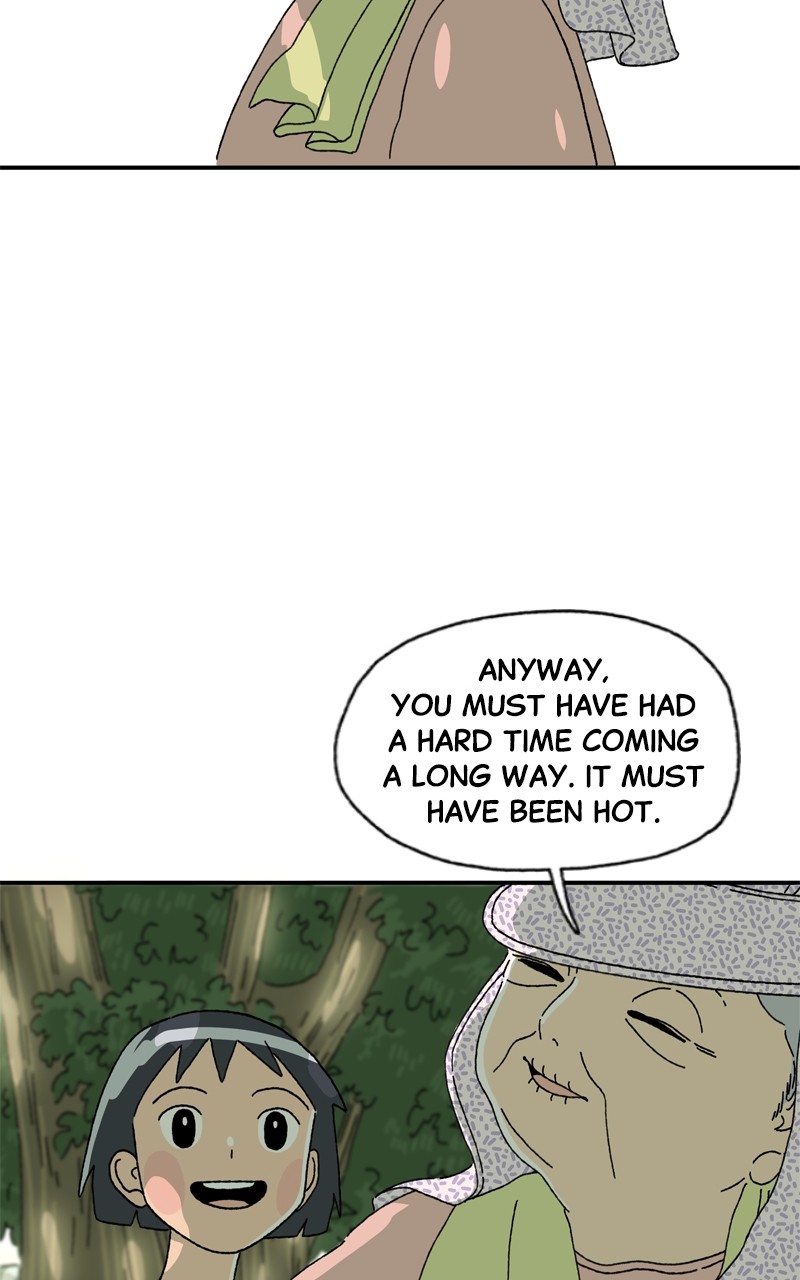 ANYWAY,
YOU MUST HAVE HAD
A HARD TIME COMING
A LONG WAY. IT MUST
HAVE BEEN HOT.